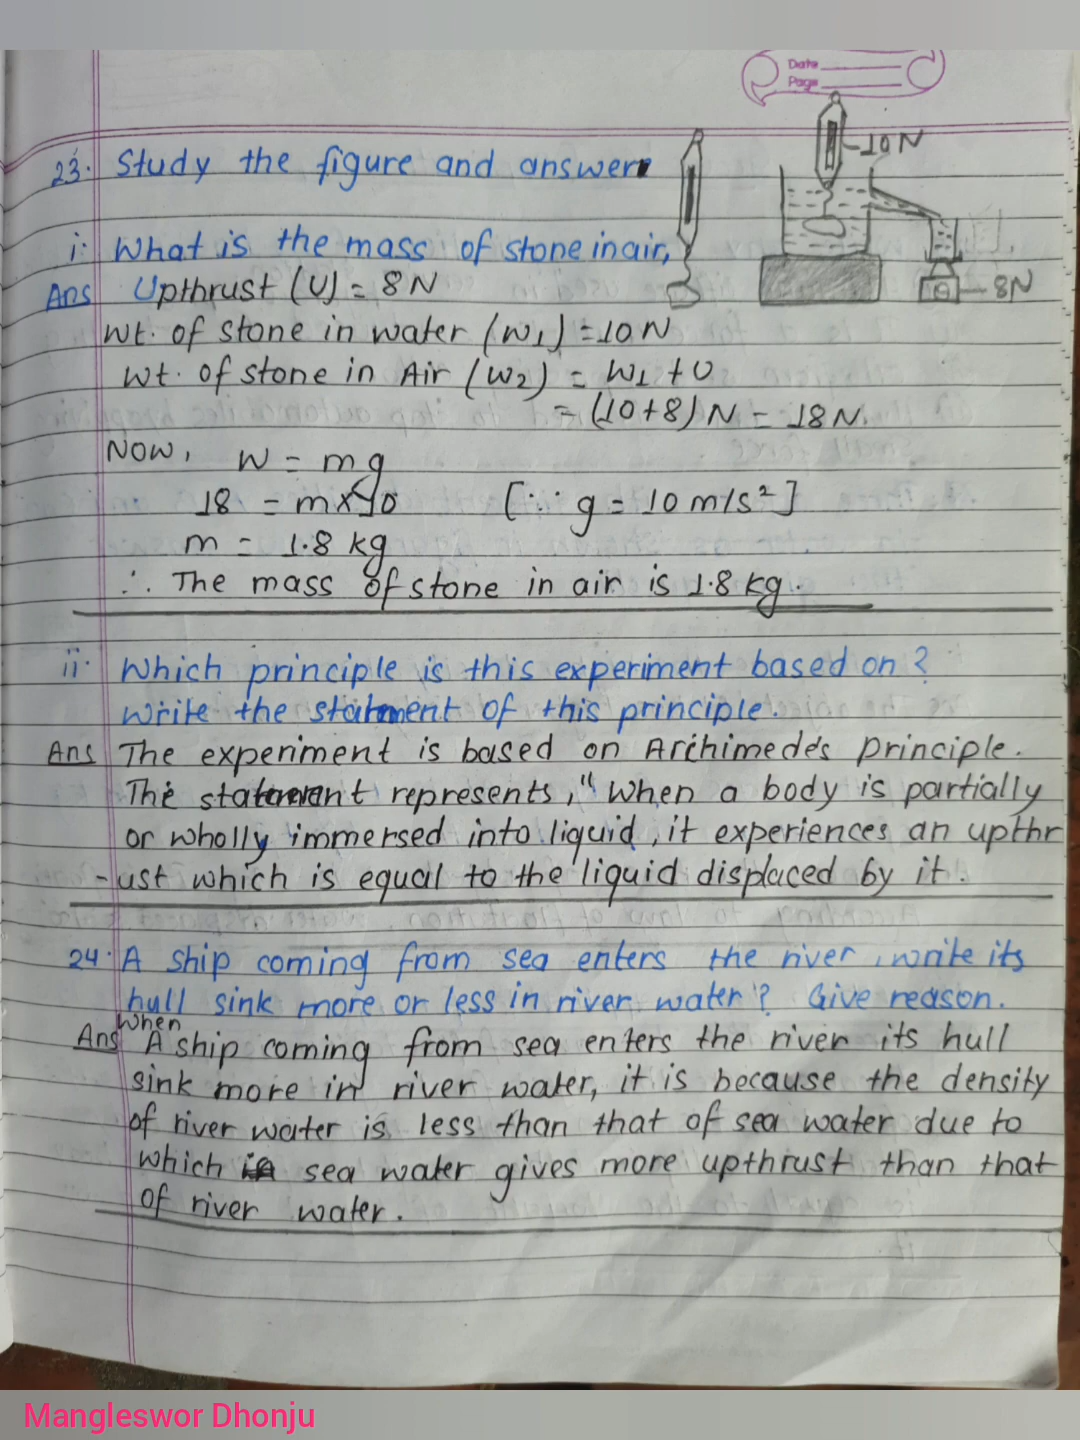 Date
Page
23. Study the figure and answer
10N
i. What is the mass of stone in air,
Ans Upthrust (U) = 8N
8N
Wt. of stone in water (W1) = 10N
Wt. of stone in Air (W2) = W1 + U
= (10+8)N = 18N.
Now, W = mg
18 = m×10 [∵ g = 10 m/s²]
m = 1.8 kg
∴ The mass of stone in air is 1.8 kg.
ii. Which principle is this experiment based on?
Write the statement of this principle.
Ans The experiment is based on Archimedes Principle.
The statement represents, "When a body is partially
or wholly immersed into liquid, it experiences an upthr
-ust which is equal to the liquid displaced by it.
24. A ship coming from sea enters the river, write its
hull sink more or less in river water? Give reason.
When
Ans A ship coming from sea enters the river its hull
sink more in river water, it is because the density
of river water is less than that of sea water due to
which sea water gives more upthrust than that
of river water.
Mangleswor Dhonju